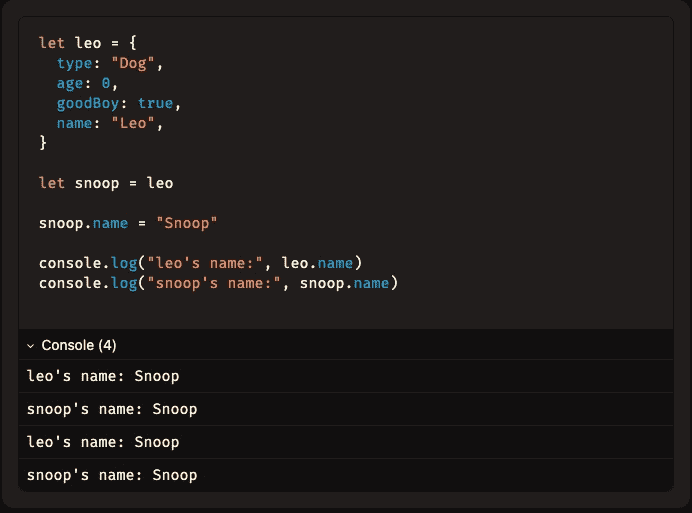 let leo = {
  type: "Dog",
  age: 0,
  goodBoy: true,
  name: "Leo",
}
let snoop = leo
snoop.name = "Snoop"
console.log("leo's name:", leo.name)
console.log("snoop's name:", snoop.name)
Console (4)
leo's name: Snoop
snoop's name: Snoop
leo's name: Snoop
snoop's name: Snoop